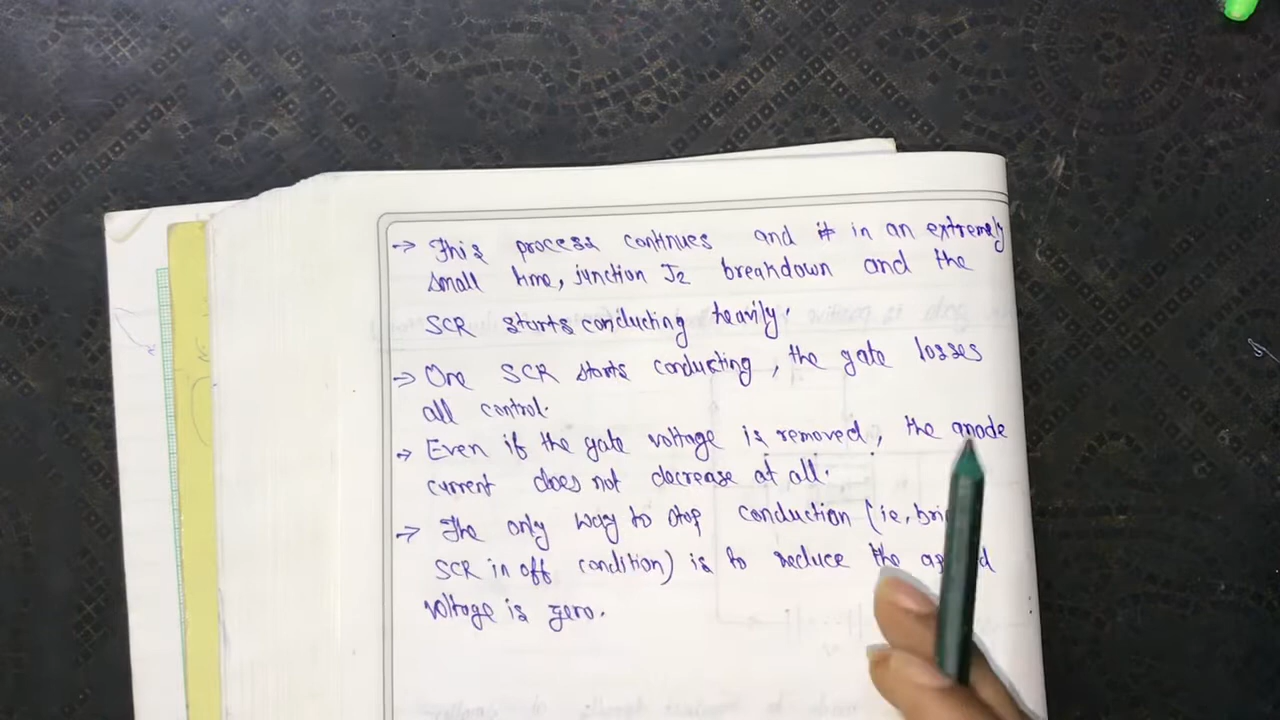 → This process continues and it in an extremely
small time, junction J2 breakdown and the
SCR starts conducting heavily.
→ One SCR starts conducting, the gate losses
all control.
→ Even if the gate voltage is removed, the anode
current does not decrease at all.
→ The only way to stop conduction (ie, 
SCR in off condition) is to reduce the
voltage is zero.